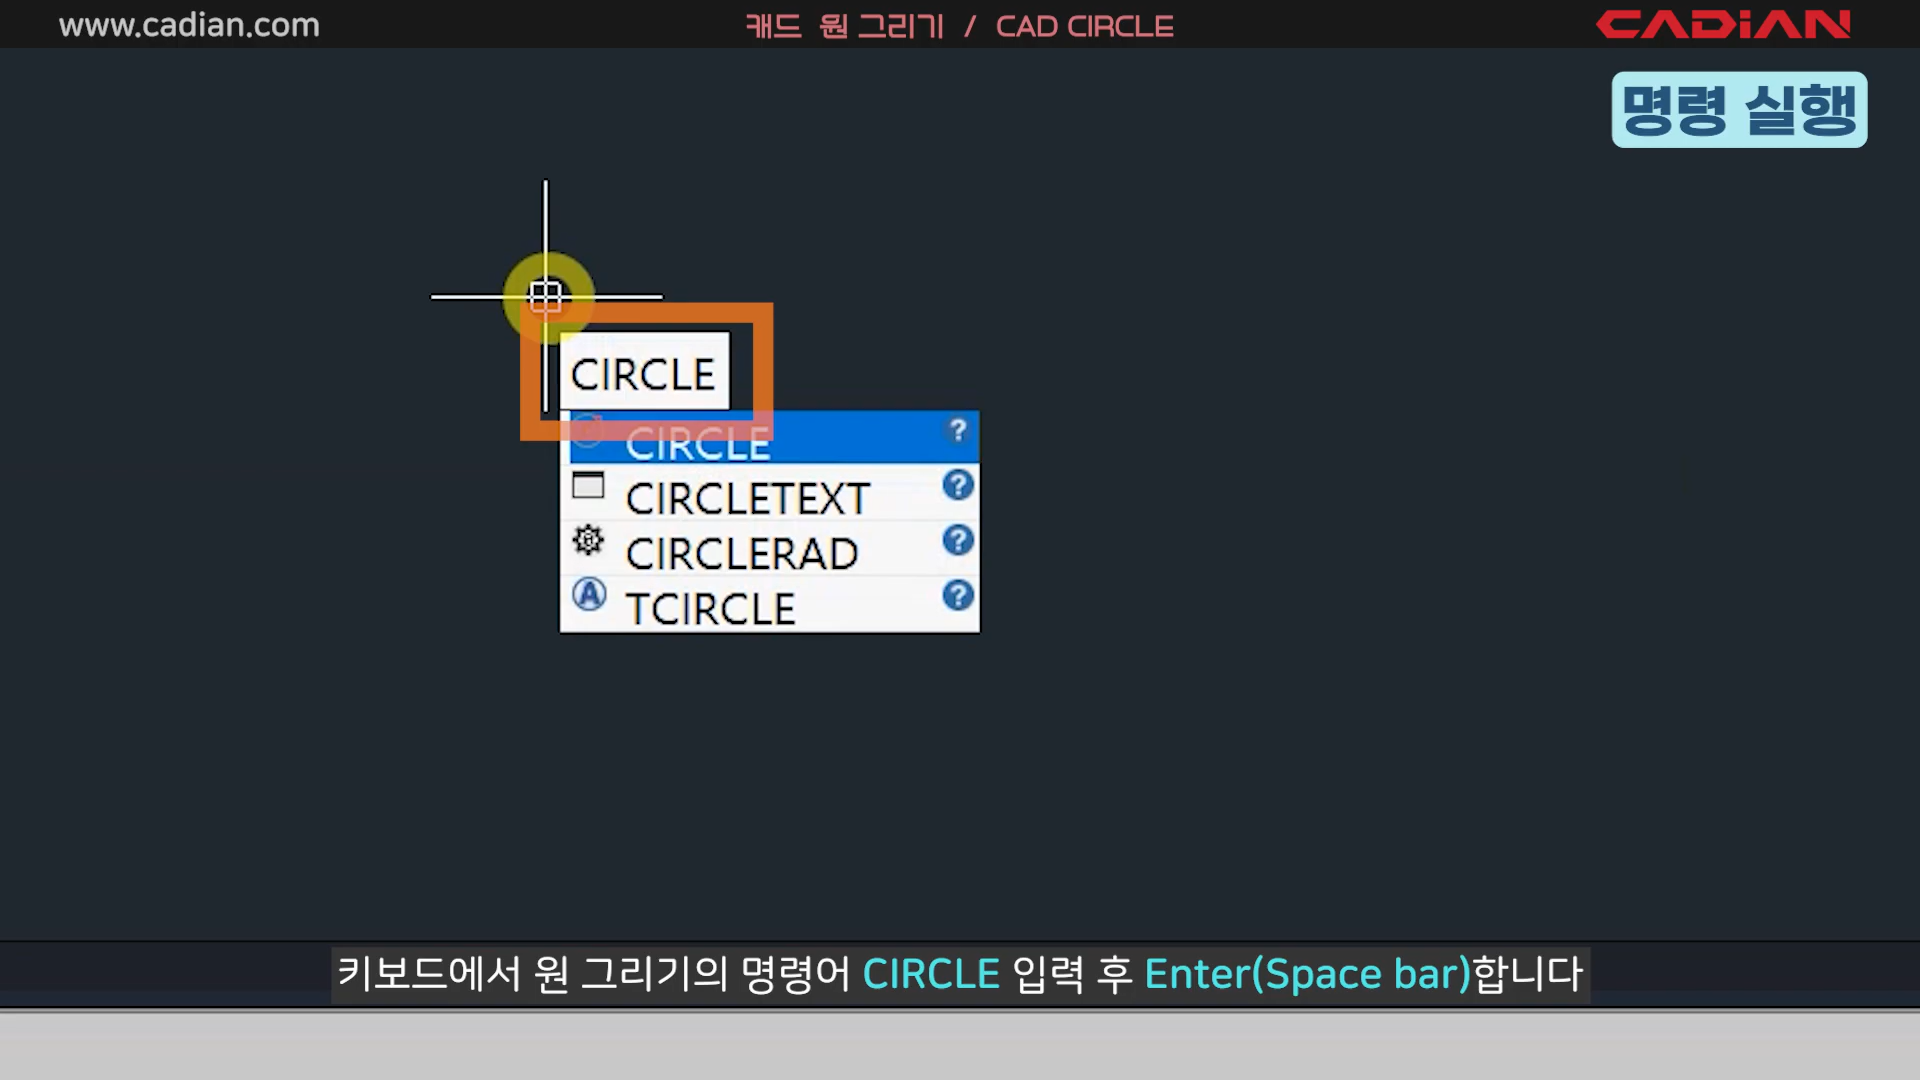 www.cadian.com
캐드 원 그리기 / CAD CIRCLE
CADiAN
명령 실행
CIRCLE
CIRCLE ?
CIRCLETEXT ?
CIRCLERAD ?
A TCIRCLE ?
키보드에서 원 그리기의 명령어 CIRCLE 입력 후 Enter(Space bar)합니다